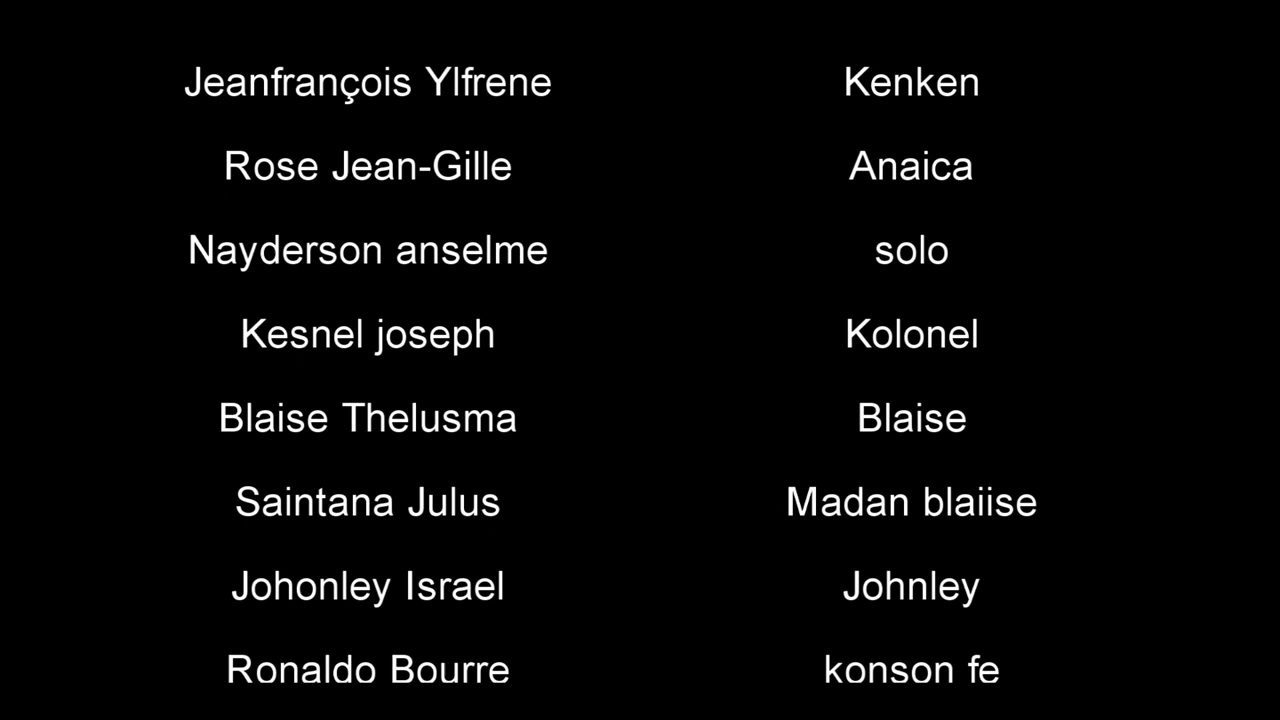 Jeanfrançois Ylfrene Kenken
Rose Jean-Gille Anaica
Nayderson anselme solo
Kesnel joseph Kolonel
Blaise Thelusma Blaise
Saintana Julus Madan blaiise
Johonley Israel Johnley
Ronaldo Bourre konson fe